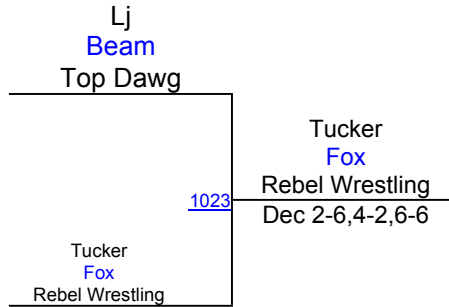 Lj
Beam
Top Dawg
Tucker
Fox
Rebel Wrestling
1023
Dec 2-6,4-2,6-6
Tucker
Fox
Rebel Wrestling